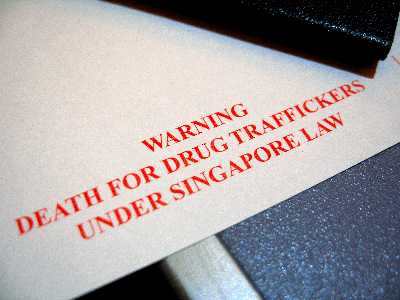 WARNING
DEATH FOR DRUG TRAFFICKERS
UNDER SINGAPORE LAW